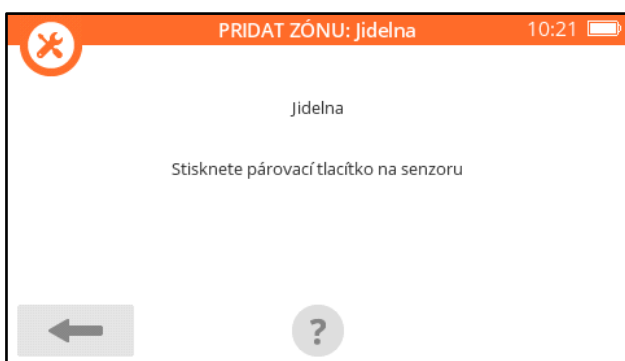 PRIDAT ZÓNU: Jidelna 10:21
Jidelna
Stisknete párovací tlacítko na senzoru
?